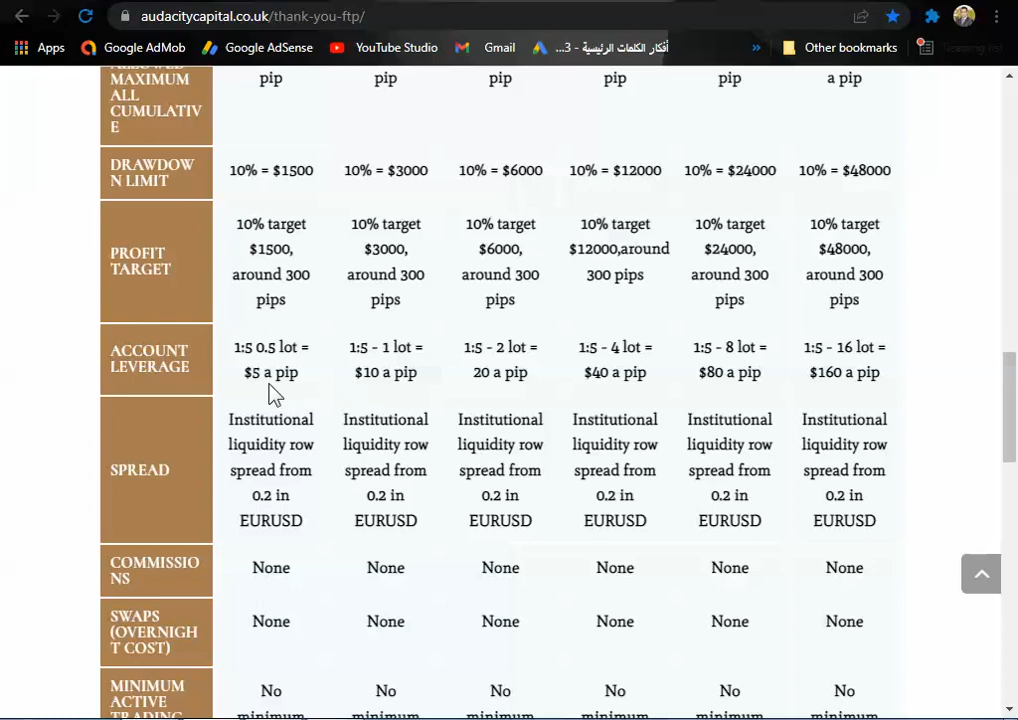 audacitycapital.co.uk/thank-you-ftp/
Apps Google AdMob Google AdSense YouTube Studio Gmail أفكار الكلمات الرئيسية - 3... » Other bookmarks Reading list
MAXIMUM
ALL
CUMULATIV
E
pip pip pip pip pip a pip
DRAWDOW
N LIMIT
10% = $1500 10% = $3000 10% = $6000 10% = $12000 10% = $24000 10% = $48000
PROFIT
TARGET
10% target 10% target 10% target 10% target 10% target 10% target
$1500, $3000, $6000, $12000,around $24000, $48000,
around 300 around 300 around 300 300 pips around 300 around 300
pips pips pips pips pips
ACCOUNT
LEVERAGE
1:5 0.5 lot = 1:5 - 1 lot = 1:5 - 2 lot = 1:5 - 4 lot = 1:5 - 8 lot = 1:5 - 16 lot =
$5 a pip $10 a pip 20 a pip $40 a pip $80 a pip $160 a pip
SPREAD
Institutional Institutional Institutional Institutional Institutional Institutional
liquidity row liquidity row liquidity row liquidity row liquidity row liquidity row
spread from spread from spread from spread from spread from spread from
0.2 in 0.2 in 0.2 in 0.2 in 0.2 in 0.2 in
EURUSD EURUSD EURUSD EURUSD EURUSD EURUSD
COMMISSIO
NS
None None None None None None
SWAPS
(OVERNIGH
T COST)
None None None None None None
MINIMUM
ACTIVE
TRADING
No No No No No No
minimum minimum minimum minimum minimum minimum